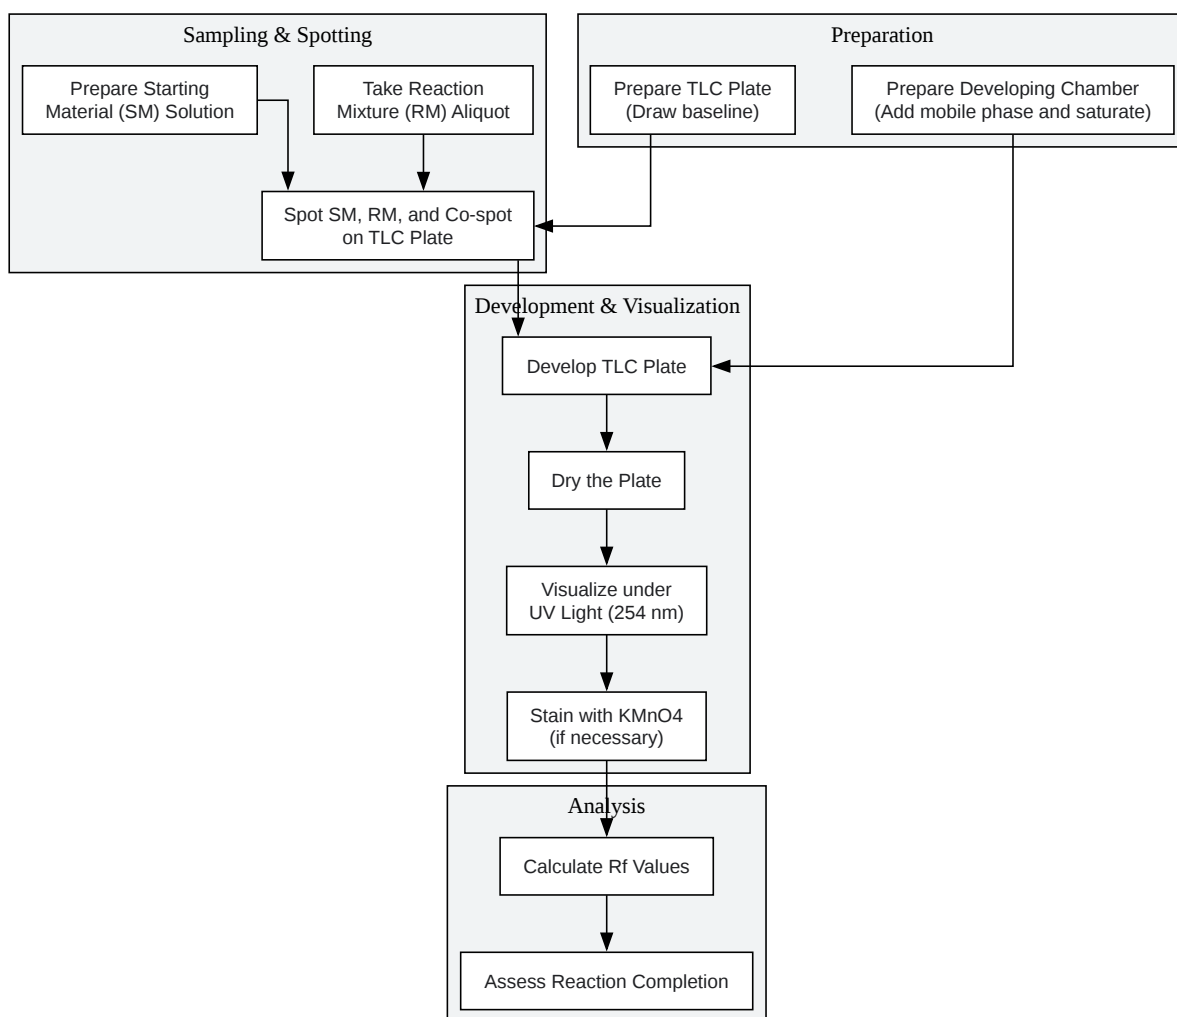 Sampling & Spotting
Prepare Starting
Material (SM) Solution
Take Reaction
Mixture (RM) Aliquot
Spot SM, RM, and Co-spot
on TLC Plate
Preparation
Prepare TLC Plate
(Draw baseline)
Prepare Developing Chamber
(Add mobile phase and saturate)
Development & Visualization
Develop TLC Plate
Dry the Plate
Visualize under
UV Light (254 nm)
Stain with KMnO4
(if necessary)
Analysis
Calculate Rf Values
Assess Reaction Completion